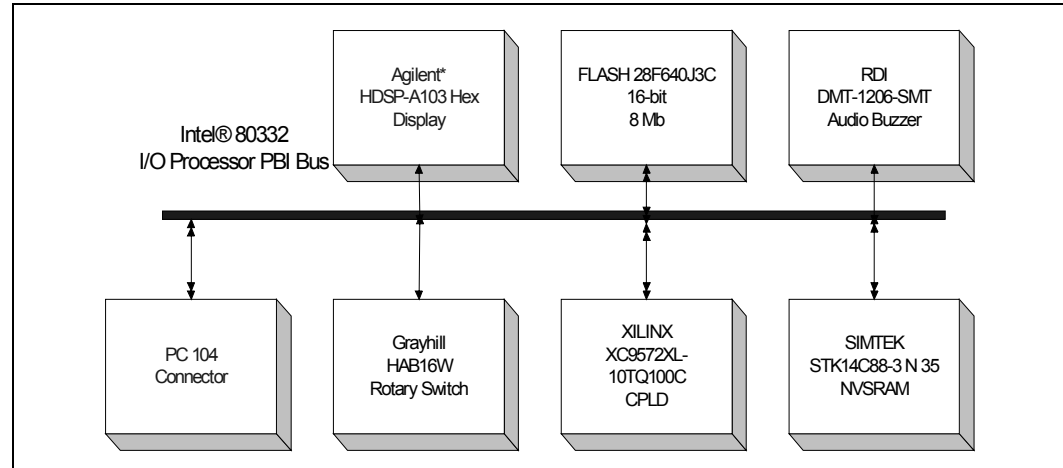 Agilent*
HDSP-A103 Hex
Display
FLASH 28F640J3C
16-bit
8 Mb
RDI
DMT-1206-SMT
Audio Buzzer
Intel® 80332
I/O Processor PBI Bus
PC 104
Connector
Grayhill
HAB16W
Rotary Switch
XILINX
XC9572XL-
10TQ100C
CPLD
SIMTEK
STK14C88-3 N 35
NVSRAM